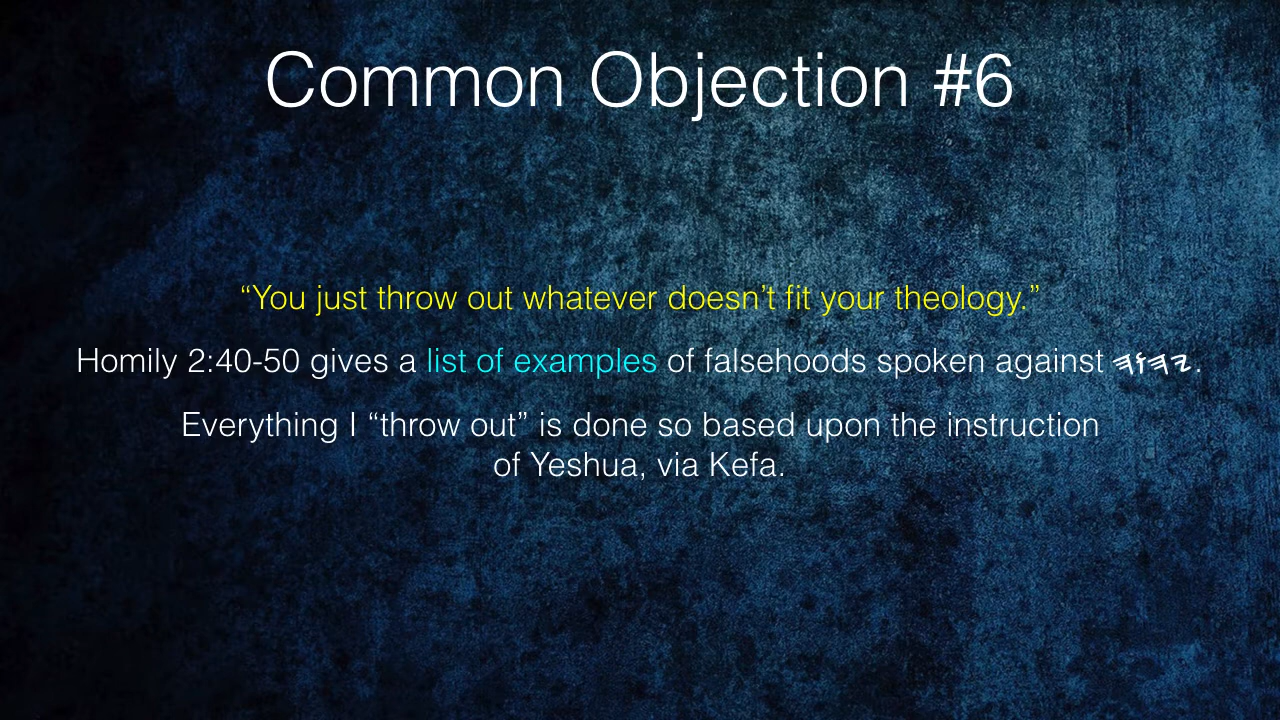 Common Objection #6
“You just throw out whatever doesn’t fit your theology.”
Homily 2:40-50 gives a list of examples of falsehoods spoken against 𐤉𐤄𐤅𐤄.
Everything I “throw out” is done so based upon the instruction
of Yeshua, via Kefa.